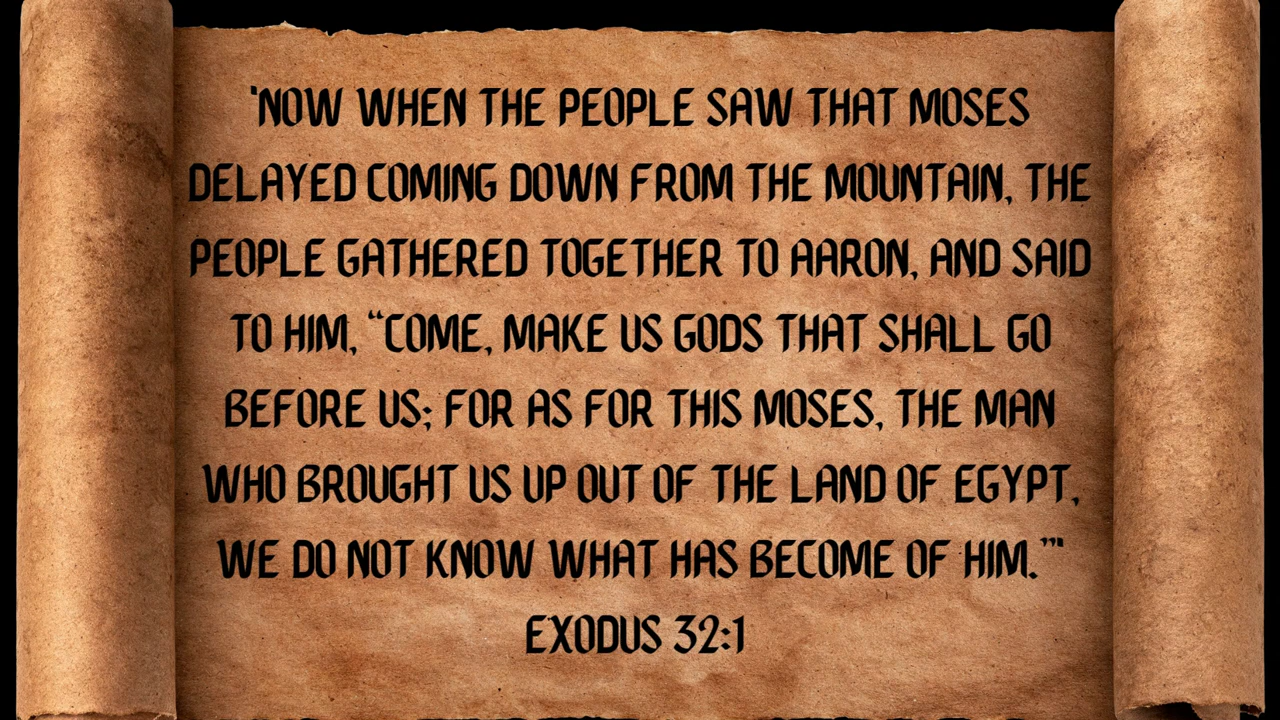 "NOW WHEN THE PEOPLE SAW THAT MOSES
DELAYED COMING DOWN FROM THE MOUNTAIN, THE
PEOPLE GATHERED TOGETHER TO AARON, AND SAID
TO HIM, “COME, MAKE US GODS THAT SHALL GO
BEFORE US; FOR AS FOR THIS MOSES, THE MAN
WHO BROUGHT US UP OUT OF THE LAND OF EGYPT,
WE DO NOT KNOW WHAT HAS BECOME OF HIM.”"
EXODUS 32:1